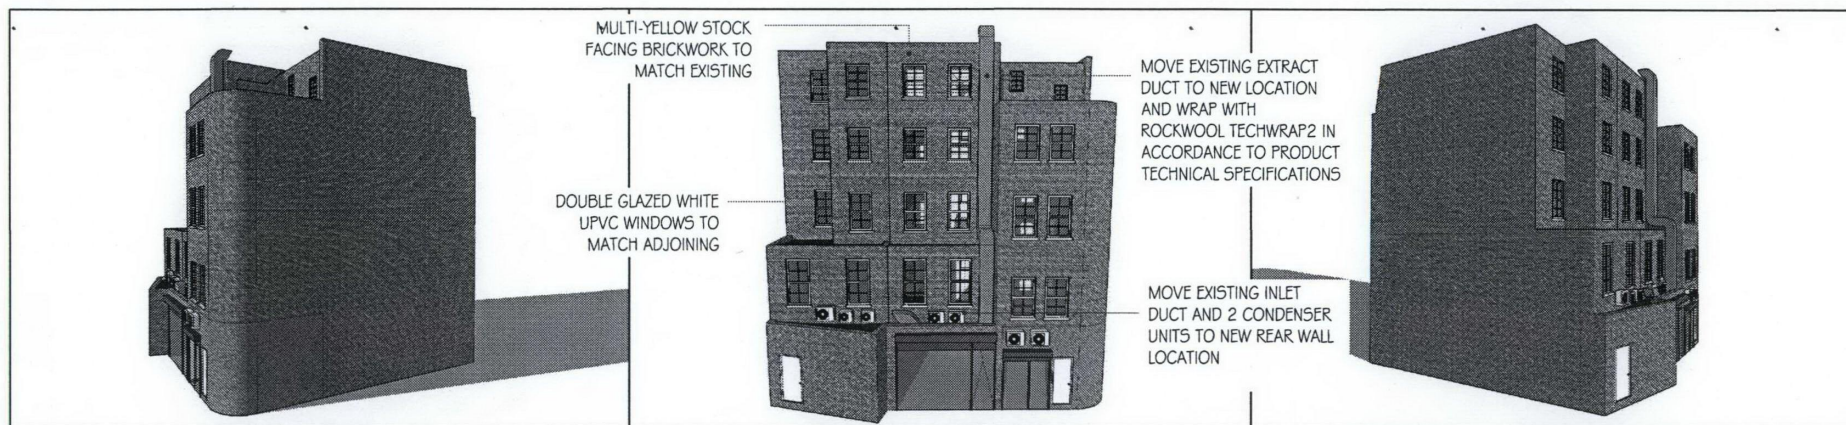 MULTI-YELLOW STOCK
FACING BRICKWORK TO
MATCH EXISTING
DOUBLE GLAZED WHITE
UPVC WINDOWS TO
MATCH ADJOINING
MOVE EXISTING EXTRACT
DUCT TO NEW LOCATION
AND WRAP WITH
ROCKWOOL TECHWRAP2 IN
ACCORDANCE TO PRODUCT
TECHNICAL SPECIFICATIONS
MOVE EXISTING INLET
DUCT AND 2 CONDENSER
UNITS TO NEW REAR WALL
LOCATION